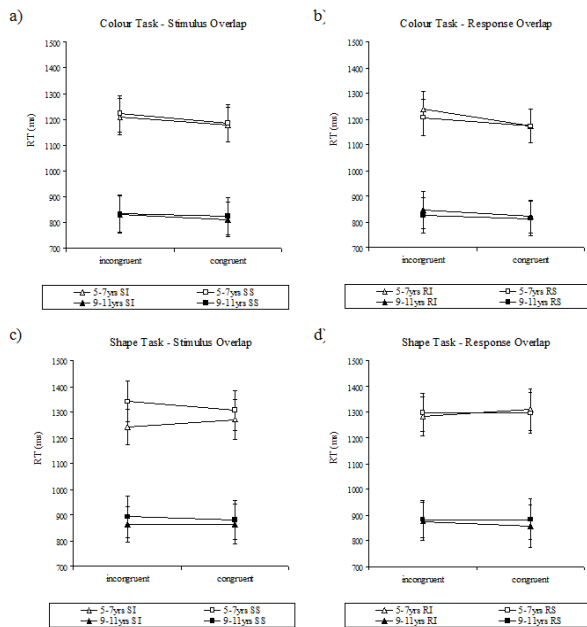 a)
Colour Task - Stimulus Overlap
1500
1400
1300
1200
1100
1000
900
800
700
RT (ms)
incongruent congruent
5-7yrs SI 5-7yrs SS
9-11yrs SI 9-11yrs SS
b)
Colour Task - Response Overlap
1500
1400
1300
1200
1100
1000
900
800
700
RT (ms)
incongruent congruent
5-7yrs RI 5-7yrs RS
9-11yrs RI 9-11yrs RS
c)
Shape Task - Stimulus Overlap
1500
1400
1300
1200
1100
1000
900
800
700
RT (ms)
incongruent congruent
5-7yrs SI 5-7yrs SS
9-11yrs SI 9-11yrs SS
d)
Shape Task - Response Overlap
1500
1400
1300
1200
1100
1000
900
800
700
RT (ms)
incongruent congruent
5-7yrs RI 5-7yrs RS
9-11yrs RI 9-11yrs RS